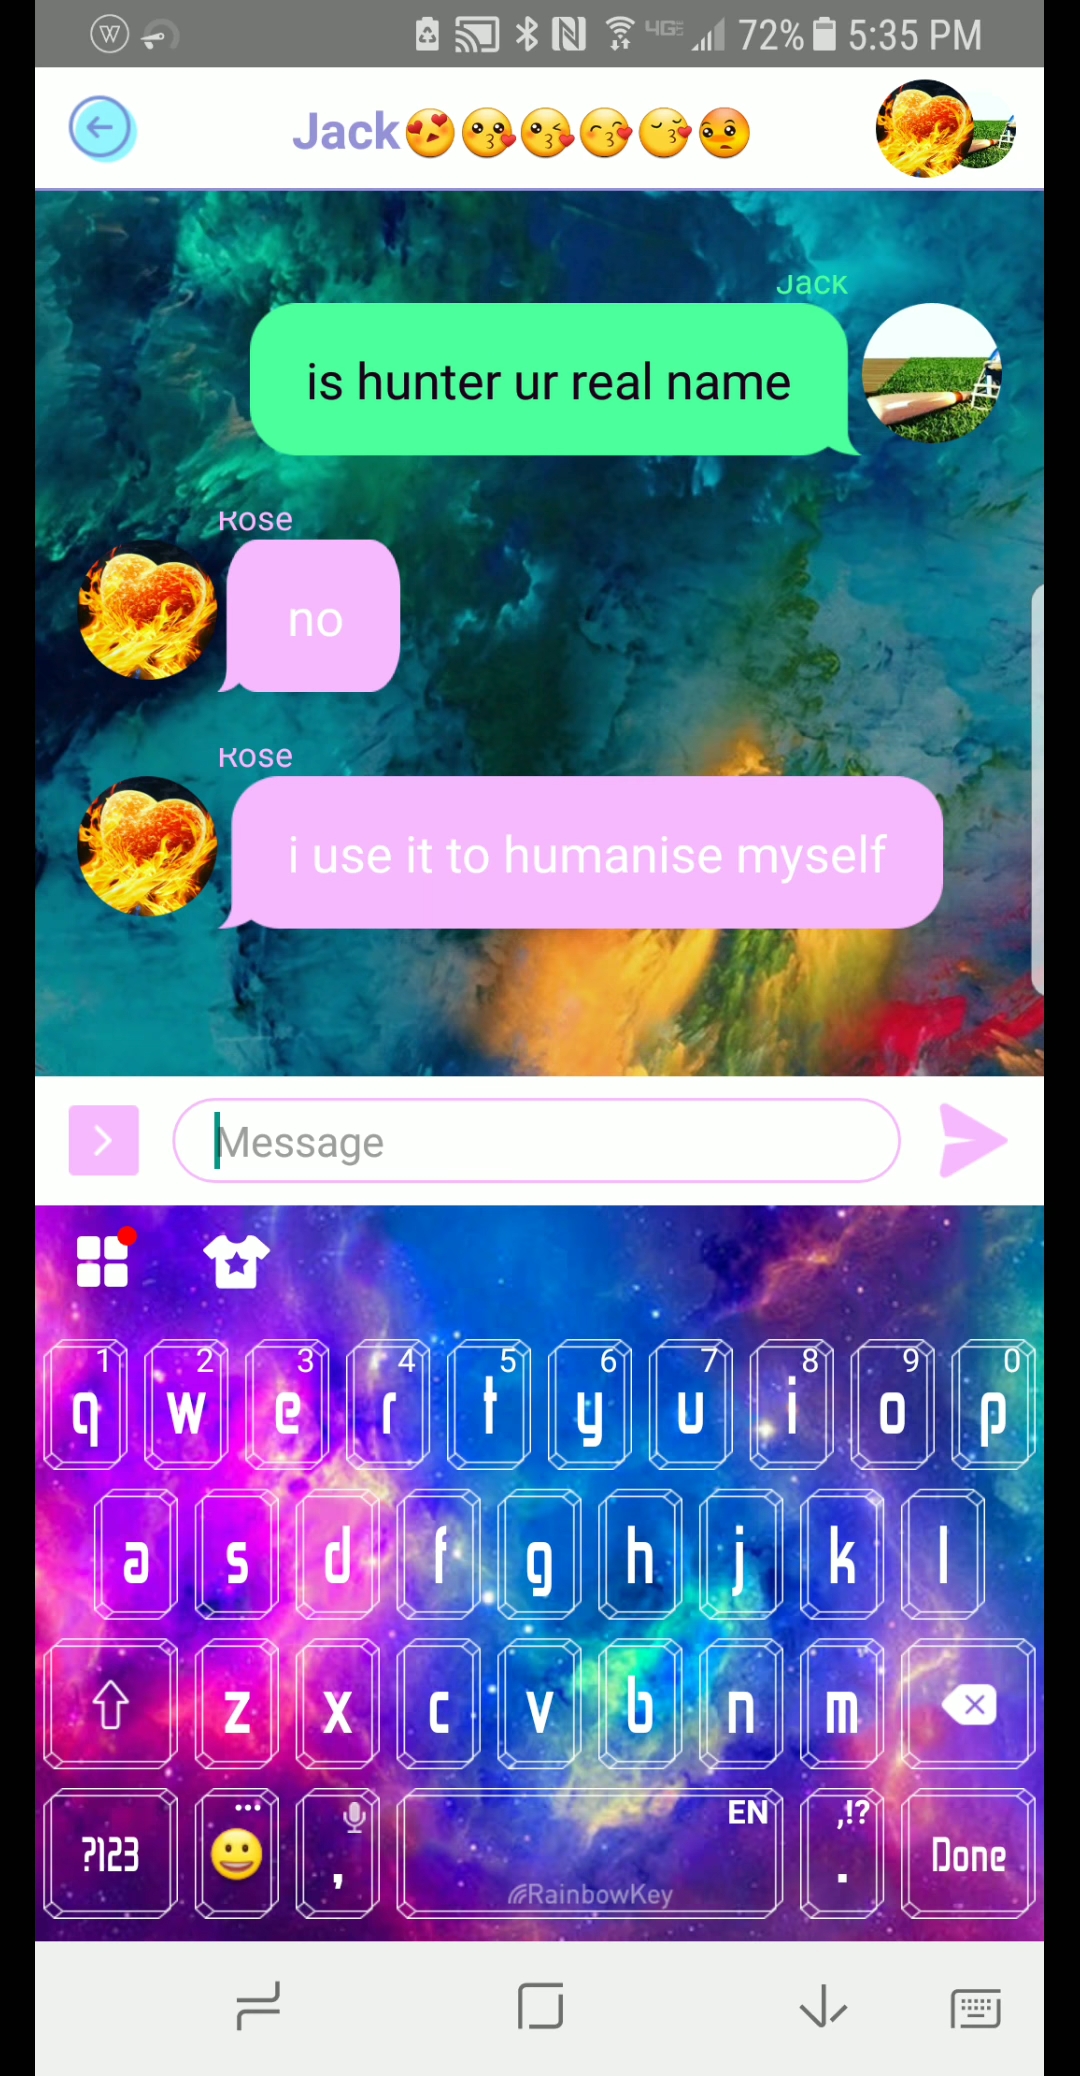 72% 5:35 PM
Jack😍😚😘😙😚😳
Jack
is hunter ur real name
Rose
no
Rose
i use it to humanise myself
Message
1 2 3 4 5 6 7 8 9 0
q w e r t y u i o p
a s d f g h j k l
z x c v b n m
?123 , EN ,!? . Done
RainbowKey